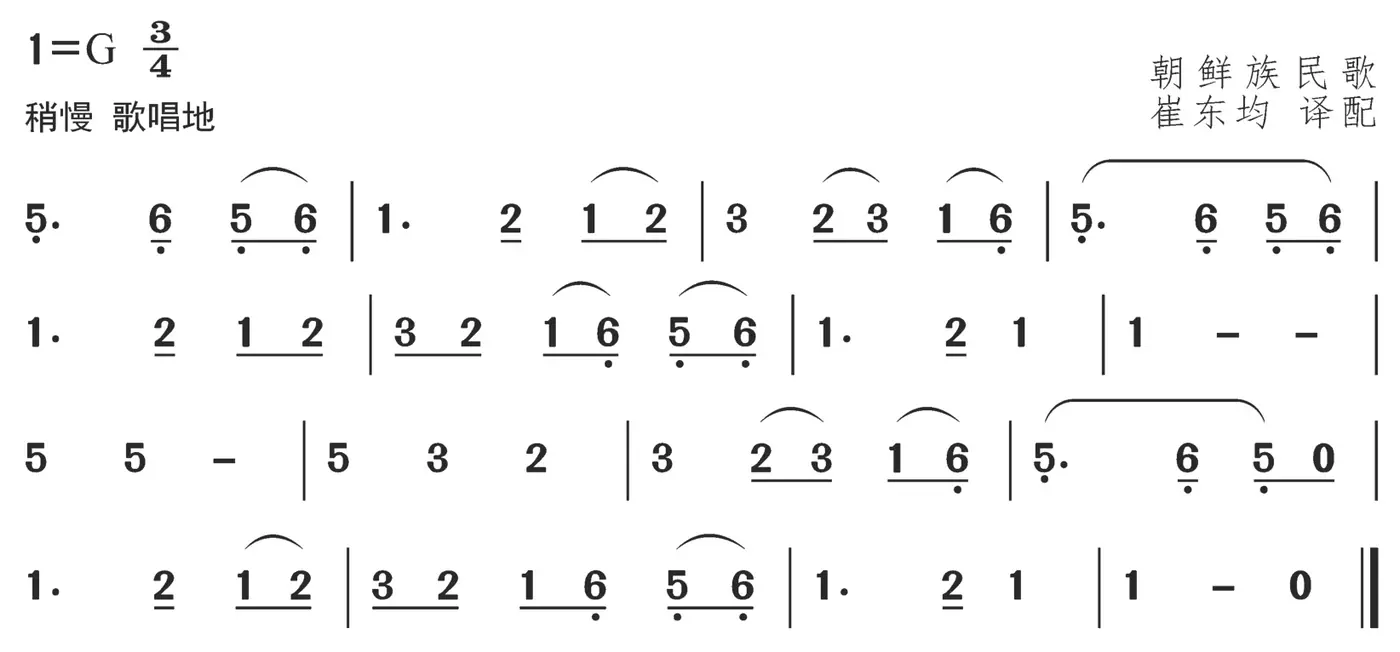 1=G 3/4
朝鲜族民歌
稍慢 歌唱地
崔东均 译配
5̣. 6̣ 5̣ 6̣ | 1. 2 1 2 | 3 2 3 1 6̣ | 5̣. 6̣ 5̣ 6̣ |
1. 2 1 2 | 3 2 1 6̣ 5̣ 6̣ | 1. 2 1 | 1 – – |
5 5 – | 5 3 2 | 3 2 3 1 6̣ | 5̣. 6̣ 5̣ 0 |
1. 2 1 2 | 3 2 1 6̣ 5̣ 6̣ | 1. 2 1 | 1 – 0 ‖